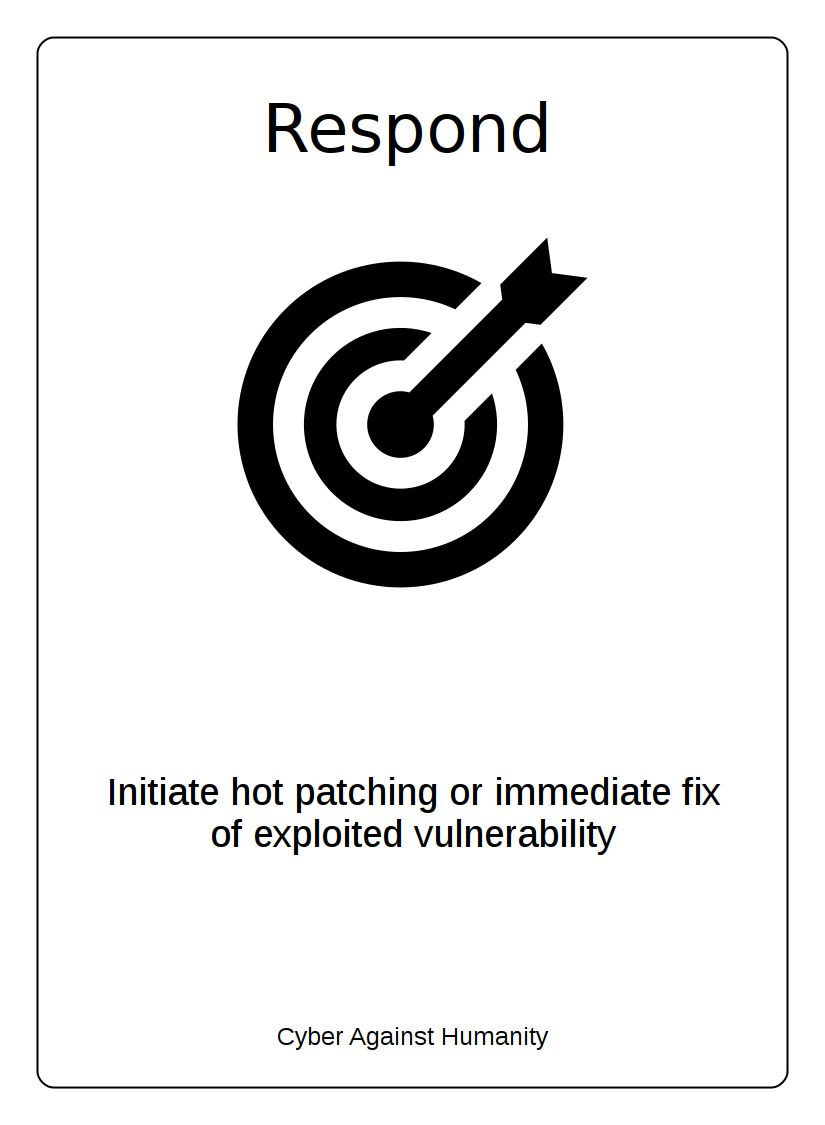 Respond
Initiate hot patching or immediate fix
of exploited vulnerability
Cyber Against Humanity